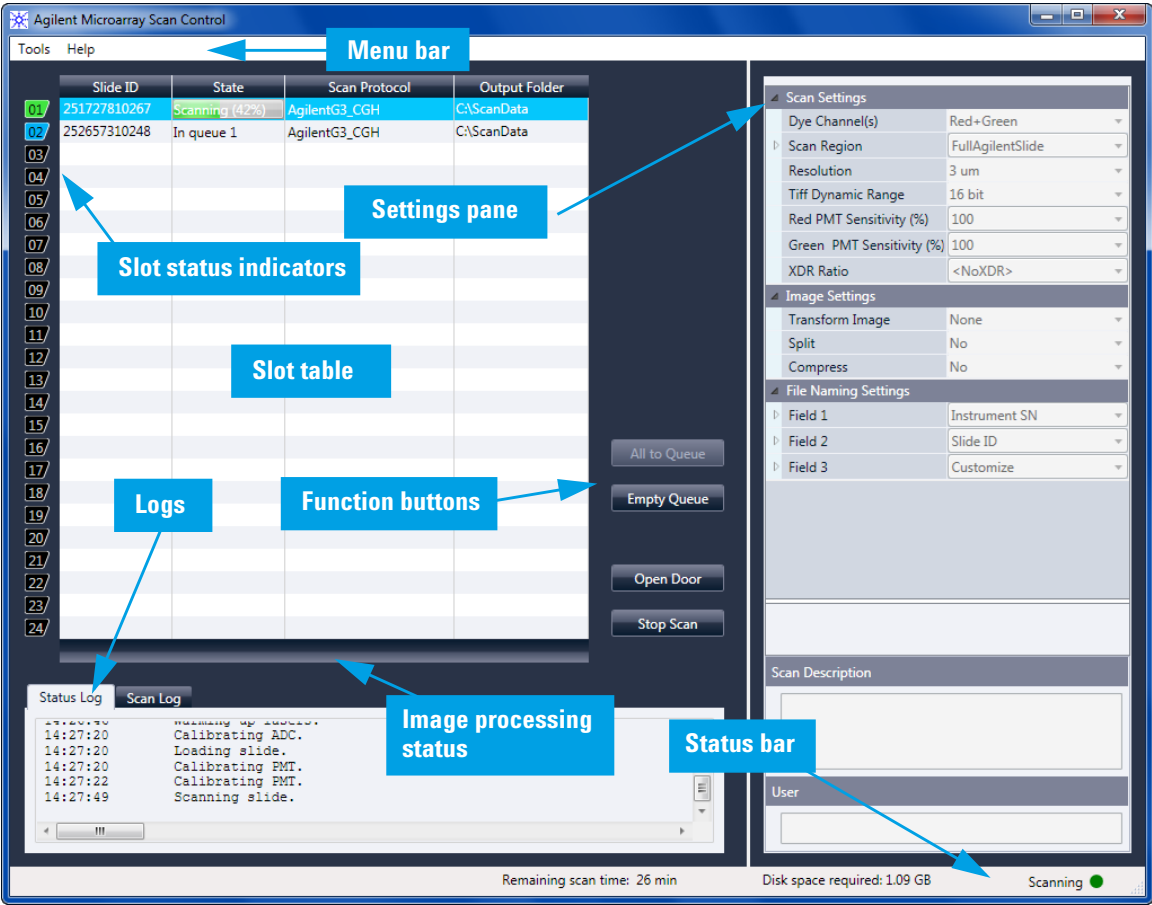 Agilent Microarray Scan Control
Tools Help
Menu bar
Slide ID State Scan Protocol Output Folder
01 251727810267 Scanning (42%) AgilentG3_CGH C:\ScanData
02 252657310248 In queue 1 AgilentG3_CGH C:\ScanData
03
04
05
06
07
08
09
10
11
12
13
14
15
16
17
18
19
20
21
22
23
24
Slot status indicators
Settings pane
Slot table
Logs
Function buttons
All to Queue
Empty Queue
Open Door
Stop Scan
Scan Settings
Dye Channel(s) Red+Green
Scan Region FullAgilentSlide
Resolution 3 um
Tiff Dynamic Range 16 bit
Red PMT Sensitivity (%) 100
Green PMT Sensitivity (%) 100
XDR Ratio <NoXDR>
Image Settings
Transform Image None
Split No
Compress No
File Naming Settings
Field 1 Instrument SN
Field 2 Slide ID
Field 3 Customize
Scan Description
User
Status Log Scan Log
Image processing
status
Status bar
14:27:20 Calibrating ADC.
14:27:20 Loading slide.
14:27:20 Calibrating PMT.
14:27:22 Calibrating PMT.
14:27:49 Scanning slide.
Remaining scan time: 26 min Disk space required: 1.09 GB Scanning